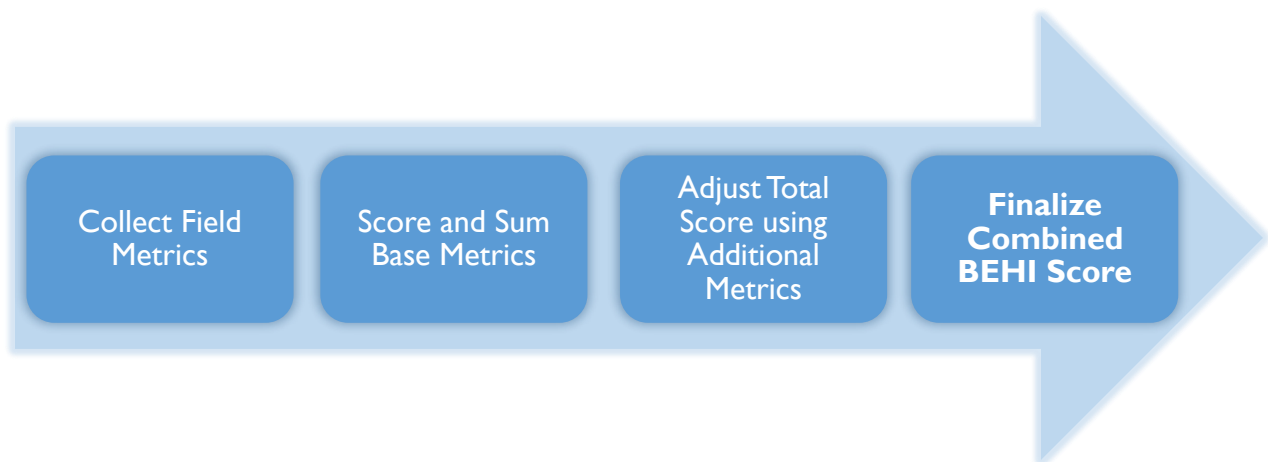 Collect Field
Metrics
Score and Sum
Base Metrics
Adjust Total
Score using
Additional
Metrics
Finalize
Combined
BEHI Score